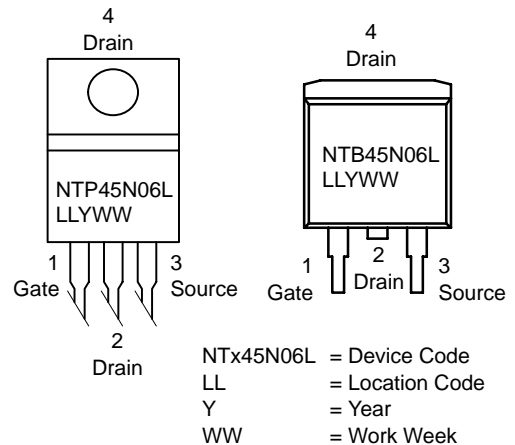 4
Drain
NTP45N06L
LLYWW
1
Gate
3
Source
2
Drain
4
Drain
NTB45N06L
LLYWW
1
Gate
2
Drain
3
Source
NTx45N06L = Device Code
LL = Location Code
Y = Year
WW = Work Week